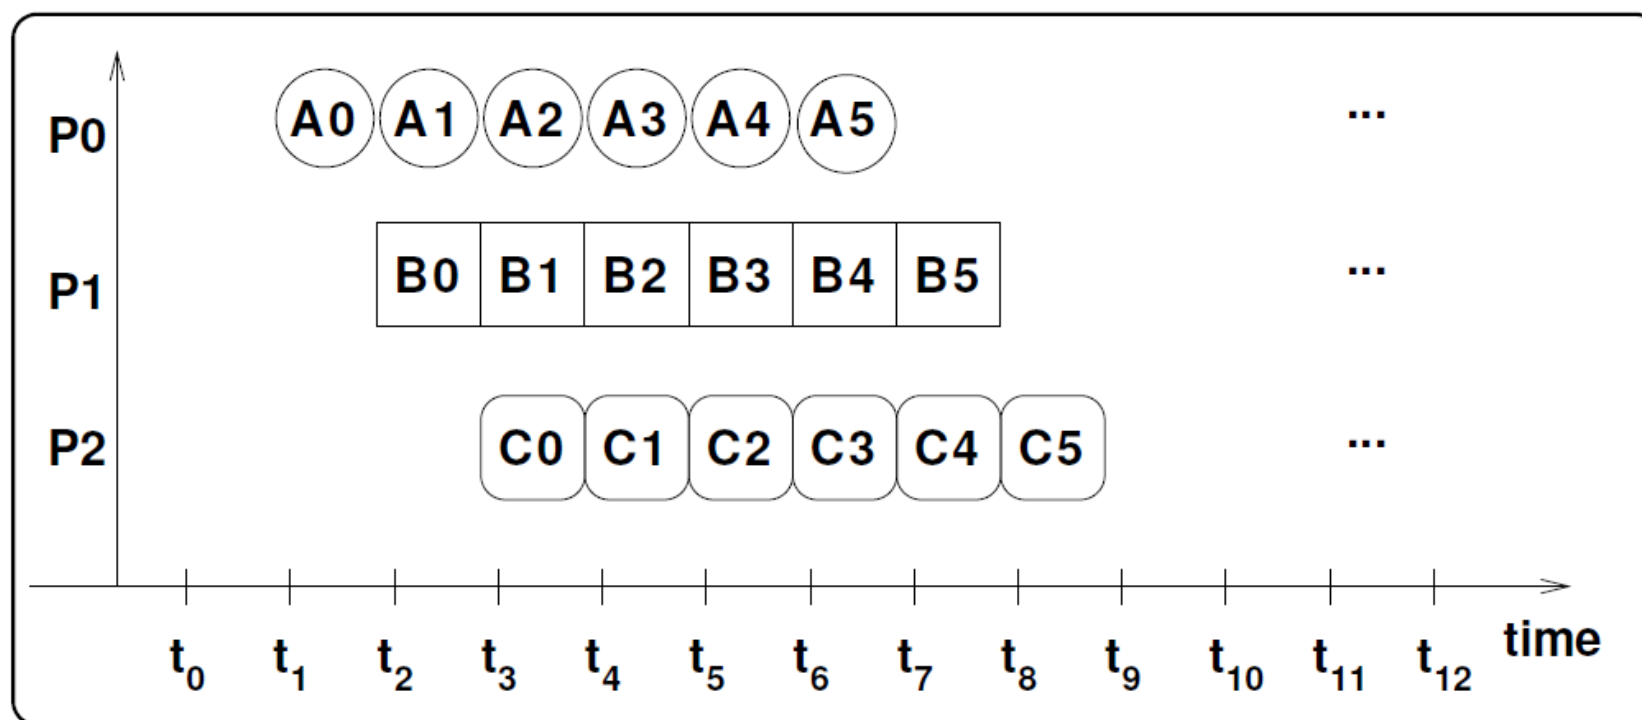 P0 A0 A1 A2 A3 A4 A5 ...
P1 B0 B1 B2 B3 B4 B5 ...
P2 C0 C1 C2 C3 C4 C5 ...
t0 t1 t2 t3 t4 t5 t6 t7 t8 t9 t10 t11 t12 time